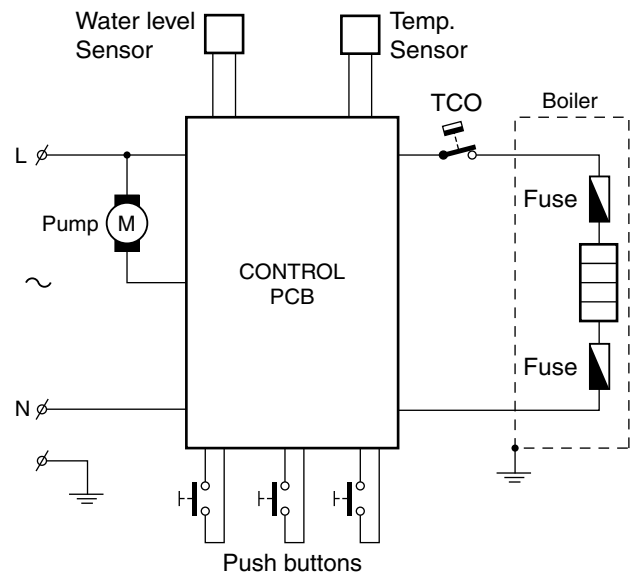 Water level
Sensor
Temp.
Sensor
TCO
Boiler
L
Pump
M
Fuse
CONTROL
PCB
Fuse
N
Push buttons